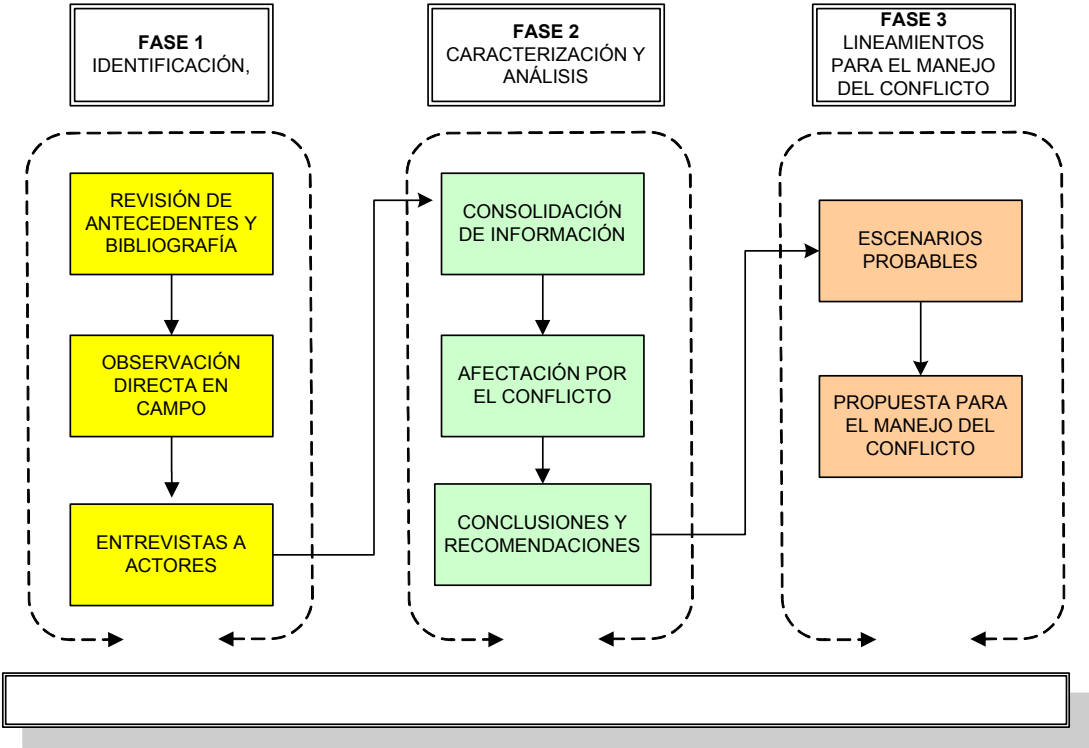 FASE 1
IDENTIFICACIÓN,
FASE 2
CARACTERIZACIÓN Y
ANÁLISIS
FASE 3
LINEAMIENTOS
PARA EL MANEJO
DEL CONFLICTO
REVISIÓN DE
ANTECEDENTES Y
BIBLIOGRAFÍA
OBSERVACIÓN
DIRECTA EN
CAMPO
ENTREVISTAS A
ACTORES
CONSOLIDACIÓN
DE INFORMACIÓN
AFECTACIÓN POR
EL CONFLICTO
CONCLUSIONES Y
RECOMENDACIONES
ESCENARIOS
PROBABLES
PROPUESTA PARA
EL MANEJO DEL
CONFLICTO